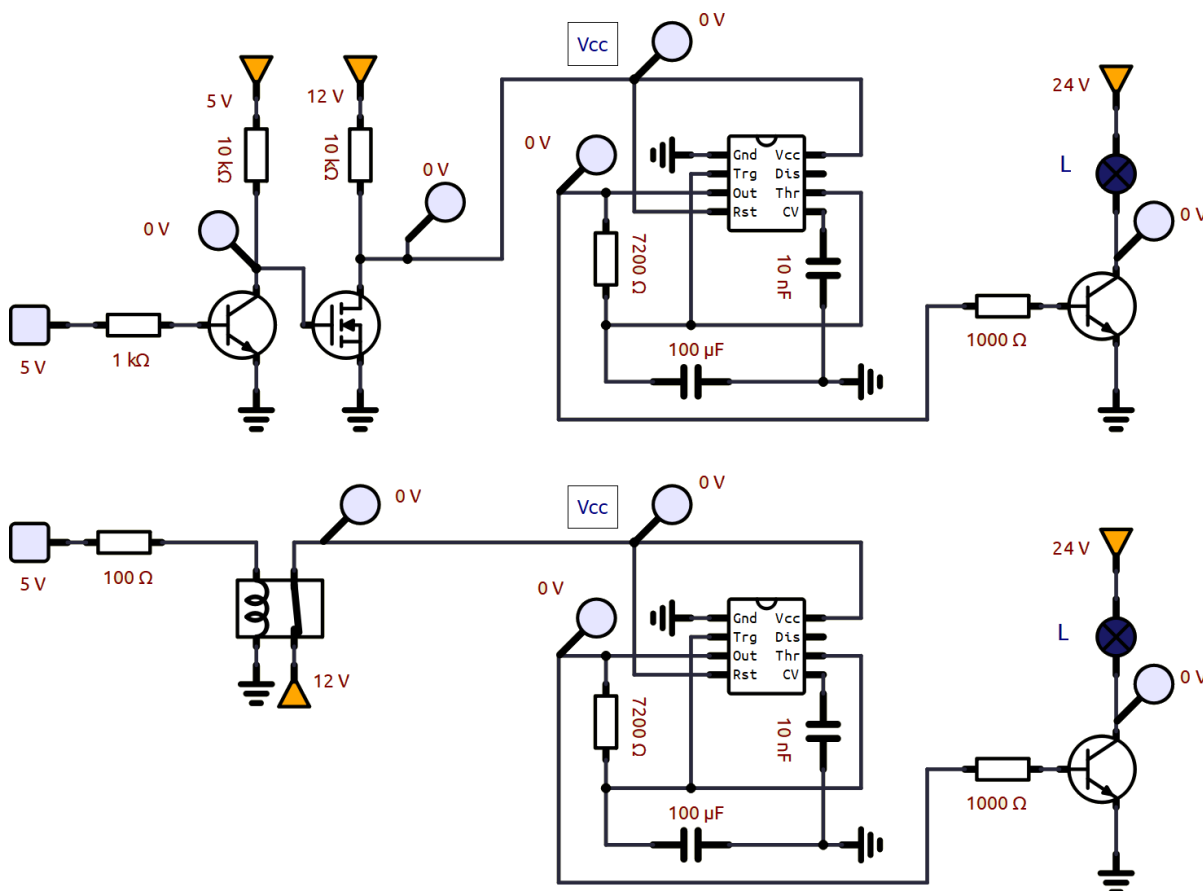 0 V
Vcc
5 V
12 V
24 V
10 kΩ
10 kΩ
0 V
0 V
0 V
L
0 V
Gnd Vcc
Trg Dis
Out Thr
Rst CV
7200 Ω
10 nF
5 V
1 kΩ
100 µF
1000 Ω
0 V
Vcc
0 V
5 V
100 Ω
24 V
0 V
L
0 V
12 V
Gnd Vcc
Trg Dis
Out Thr
Rst CV
7200 Ω
10 nF
100 µF
1000 Ω